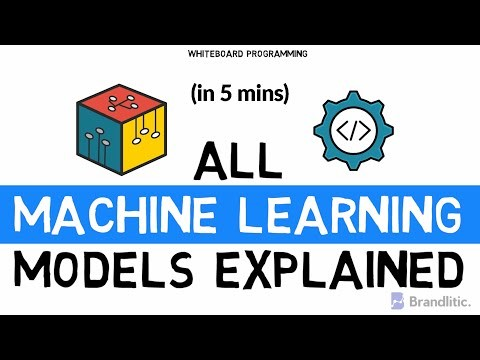 WHITEBOARD PROGRAMMING
(in 5 mins)
</>
ALL
MACHINE LEARNING
MODELS EXPLAINED
Brandlitic.